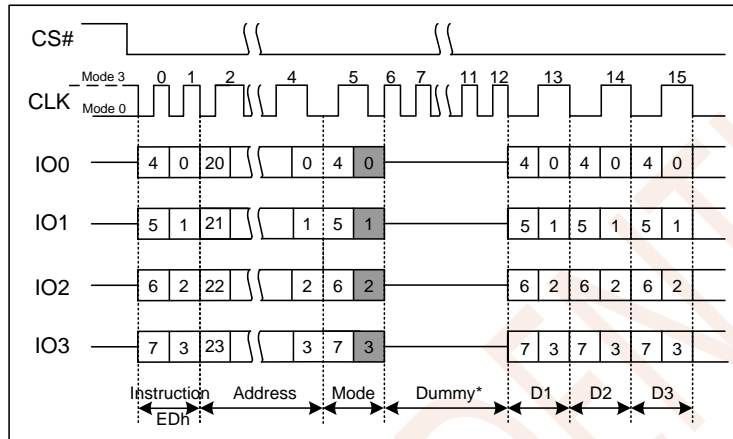 CS#
Mode 3 0 1 2 4 5 6 7 11 12 13 14 15
CLK
Mode 0
IO0 4 0 20 0 4 0 4 0 4 0 4 0
IO1 5 1 21 1 5 1 5 1 5 1 5 1
IO2 6 2 22 2 6 2 6 2 6 2 6 2
IO3 7 3 23 3 7 3 7 3 7 3 7 3
Instruction Address Mode Dummy* D1 D2 D3
EDh